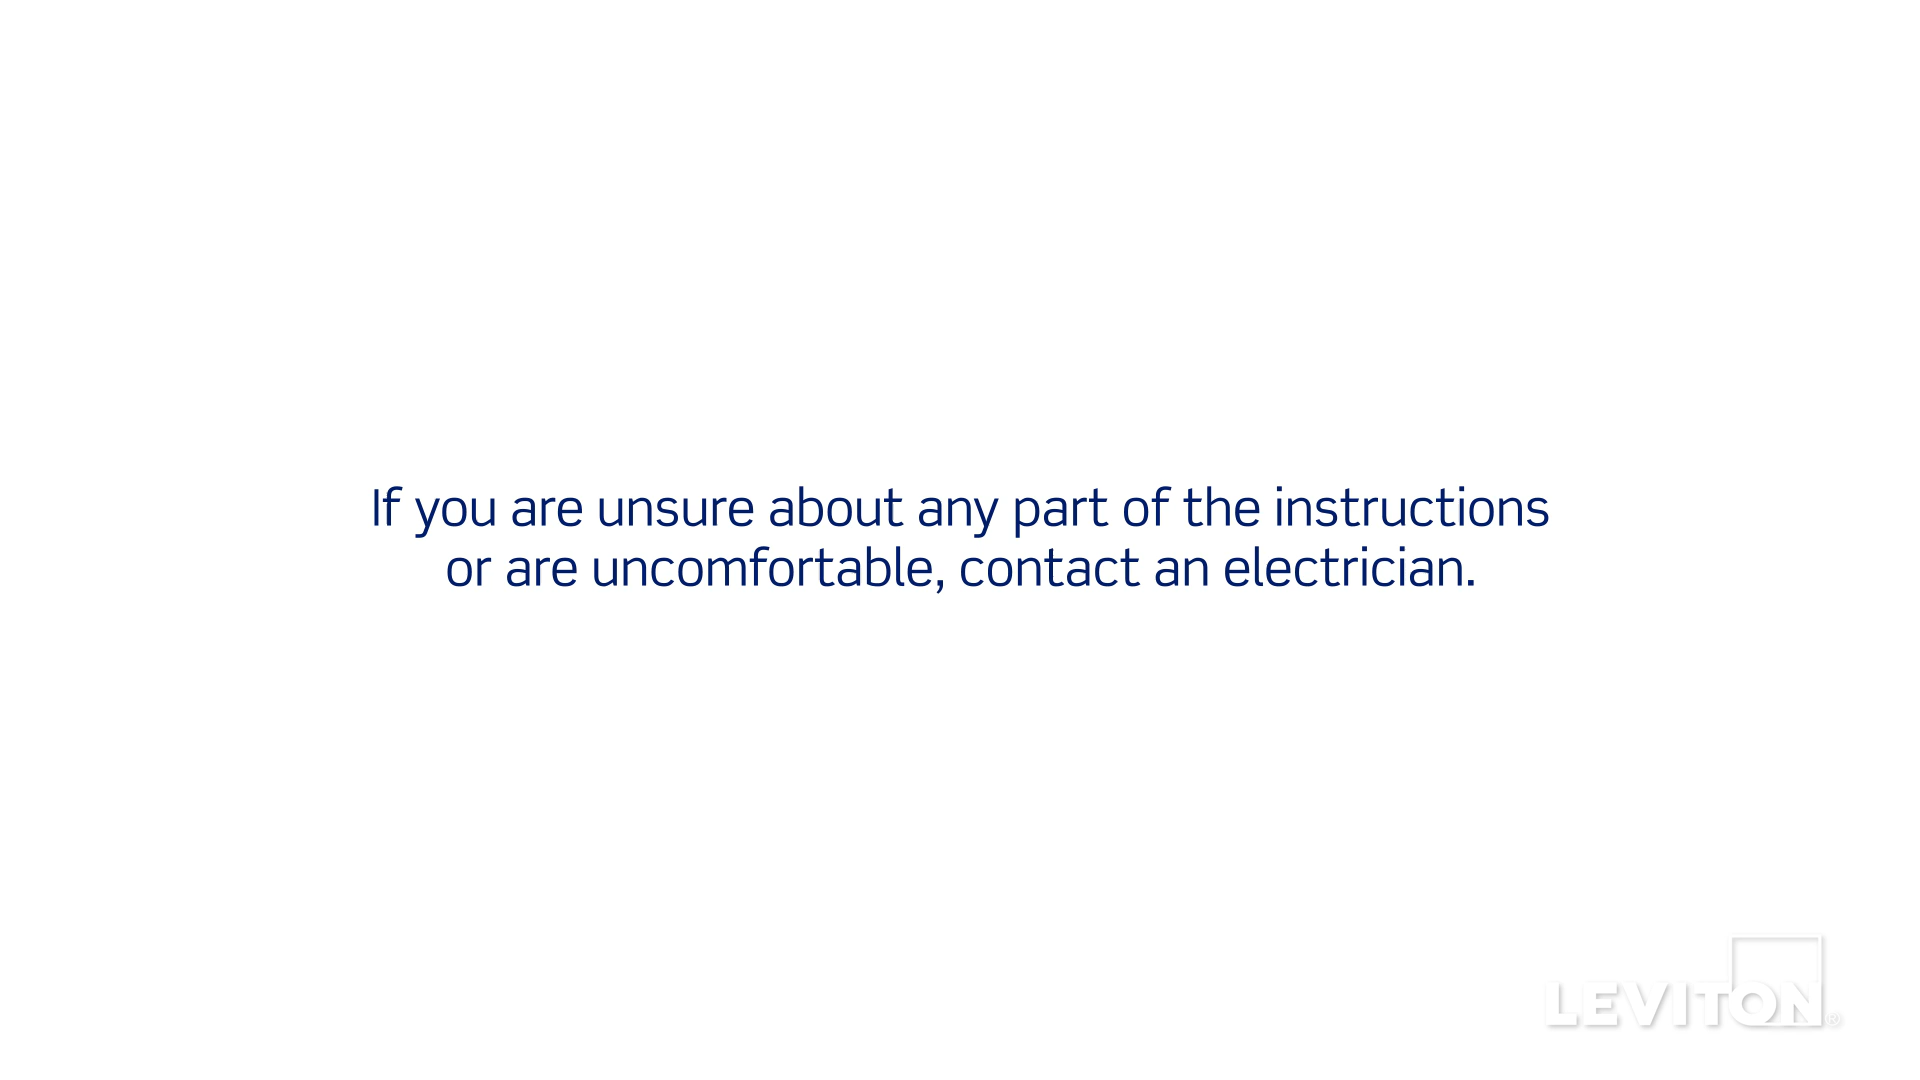 If you are unsure about any part of the instructions
or are uncomfortable, contact an electrician.
LEVITON®